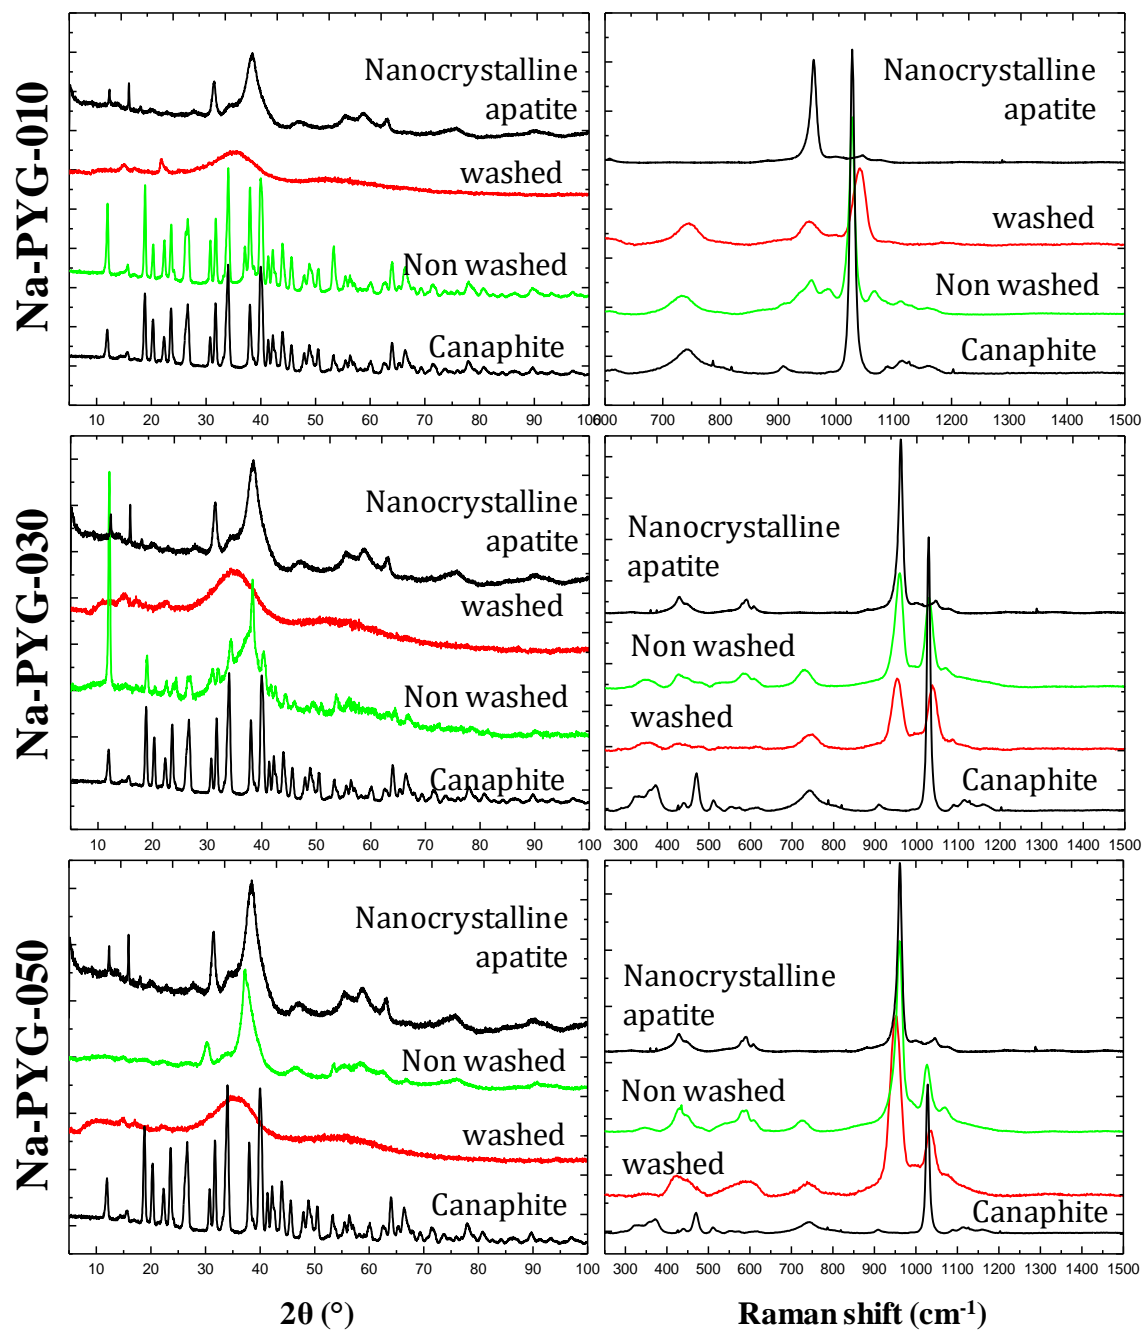 Na-PYG-010
Nanocrystalline
apatite
washed
Non washed
Canaphite
10 20 30 40 50 60 70 80 90 100
Nanocrystalline
apatite
washed
Non washed
Canaphite
600 700 800 900 1000 1100 1200 1300 1400 1500
Na-PYG-030
Nanocrystalline
apatite
washed
Non washed
Canaphite
10 20 30 40 50 60 70 80 90 100
Nanocrystalline
apatite
Non washed
washed
Canaphite
300 400 500 600 700 800 900 1000 1100 1200 1300 1400 1500
Na-PYG-050
Nanocrystalline
apatite
Non washed
washed
Canaphite
10 20 30 40 50 60 70 80 90 100
Nanocrystalline
apatite
Non washed
washed
Canaphite
300 400 500 600 700 800 900 1000 1100 1200 1300 1400 1500
2θ (°)
Raman shift (cm⁻¹)